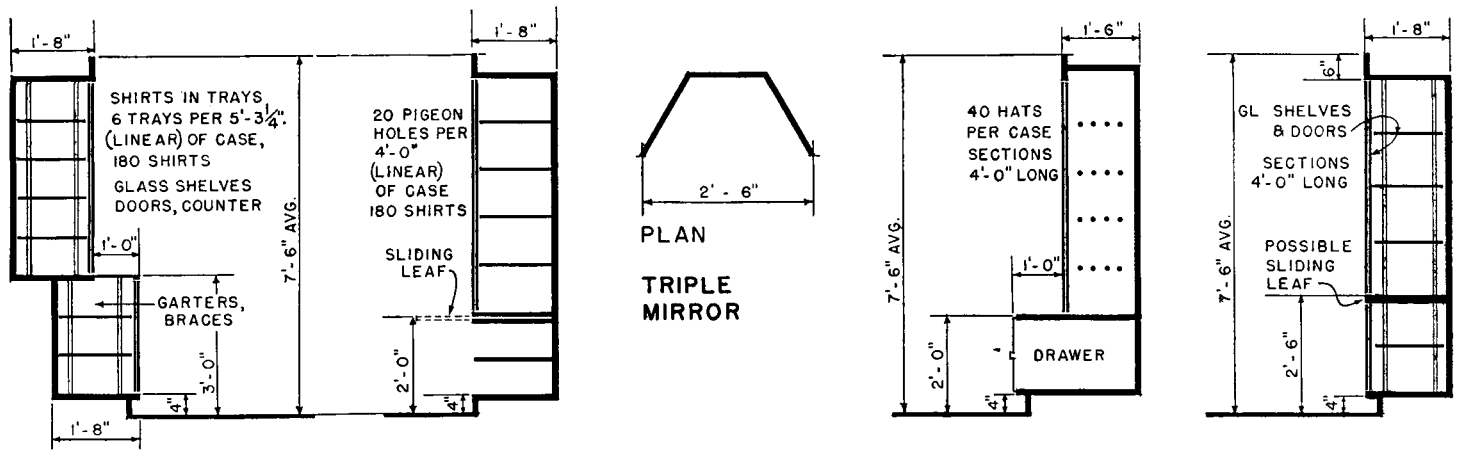 1'-8"
SHIRTS IN TRAYS
6 TRAYS PER 5'-3 1/4".
(LINEAR) OF CASE,
180 SHIRTS
GLASS SHELVES
DOORS, COUNTER
1'-0"
GARTERS,
BRACES
3'-0"
4"
1'-8"
7'-6" AVG.
1'-8"
20 PIGEON
HOLES PER
4'-0"
(LINEAR)
OF CASE
180 SHIRTS
SLIDING
LEAF
2'-0"
4"
2'-6"
PLAN
TRIPLE
MIRROR
1'-6"
40 HATS
PER CASE
SECTIONS
4'-0" LONG
7'-6" AVG.
1'-0"
DRAWER
2'-0"
4"
1'-8"
6"
GL SHELVES
& DOORS
SECTIONS
4'-0" LONG
7'-6" AVG.
POSSIBLE
SLIDING
LEAF
2'-6"
4"